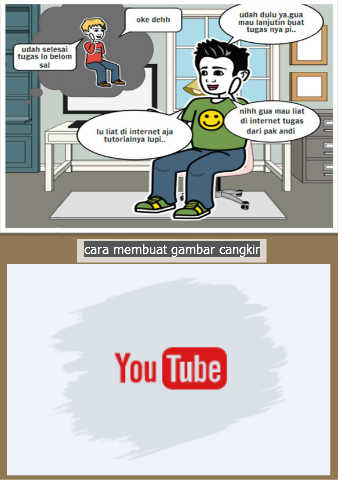 oke dehh
udah selesai
tugas lo belom
sal
udah dulu ya,gua
mau lanjutin buat
tugas nya pi..
lu liat di internet aja
tutorialnya lupi..
nihh gua mau liat
di internet tugas
dari pak andi
cara membuat gambar cangkir
YouTube